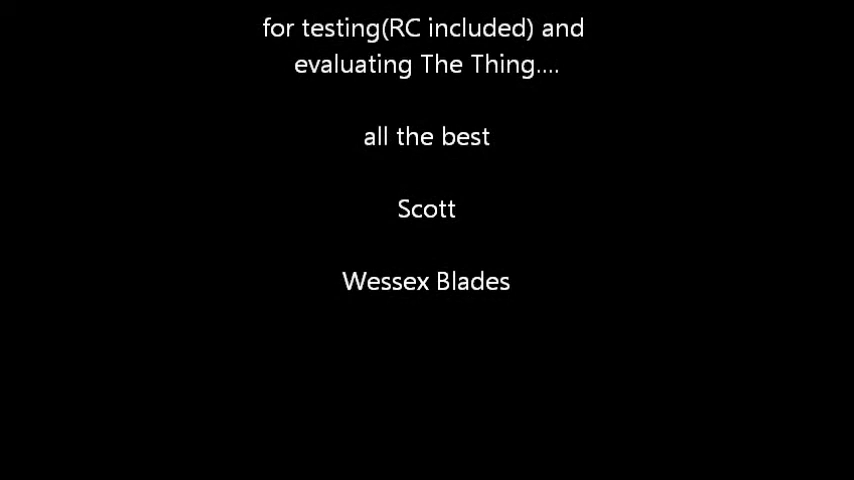 for testing(RC included) and
evaluating The Thing....
all the best
Scott
Wessex Blades